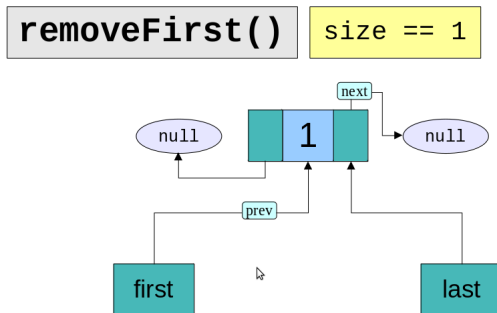 removeFirst()
size == 1
next
null
1
null
prev
first
last